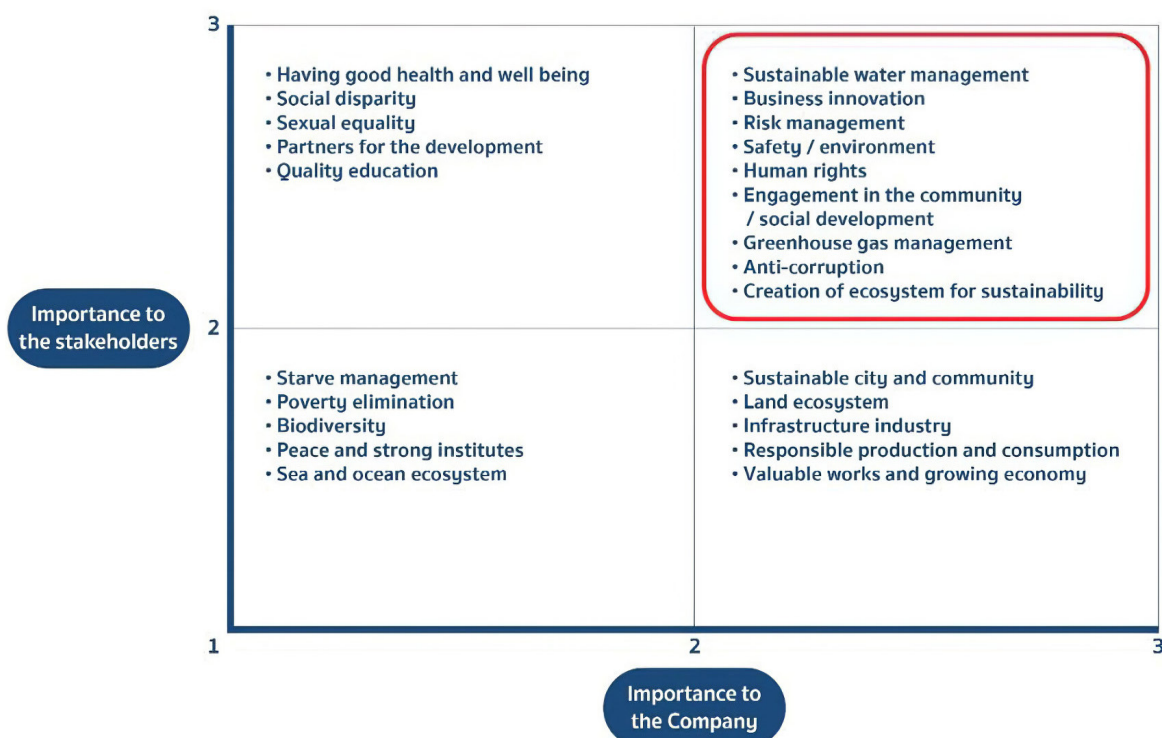 3
• Having good health and well being
• Social disparity
• Sexual equality
• Partners for the development
• Quality education
• Sustainable water management
• Business innovation
• Risk management
• Safety / environment
• Human rights
• Engagement in the community
/ social development
• Greenhouse gas management
• Anti-corruption
• Creation of ecosystem for sustainability
Importance to
the stakeholders
2
• Starve management
• Poverty elimination
• Biodiversity
• Peace and strong institutes
• Sea and ocean ecosystem
• Sustainable city and community
• Land ecosystem
• Infrastructure industry
• Responsible production and consumption
• Valuable works and growing economy
1
2
3
Importance to
the Company